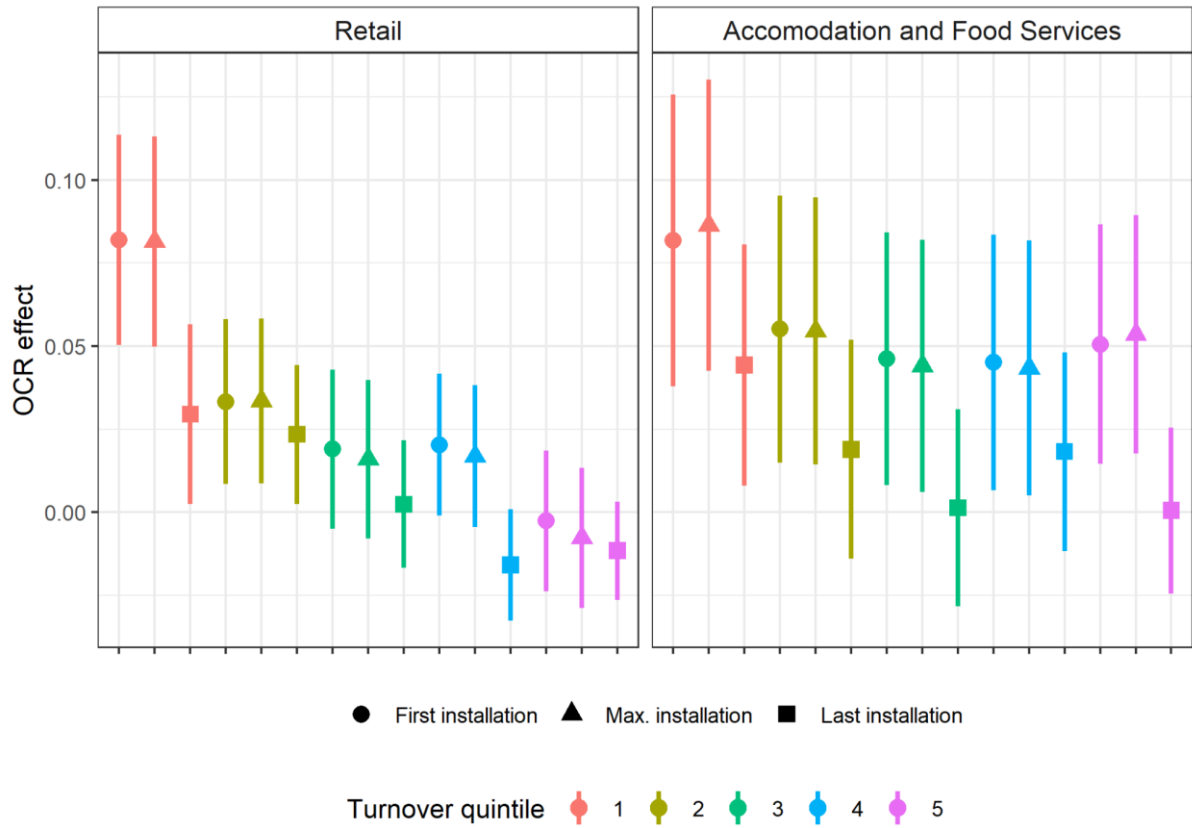 Retail
Accomodation and Food Services
OCR effect
0.10
0.05
0.00
First installation
Max. installation
Last installation
Turnover quintile 1 2 3 4 5